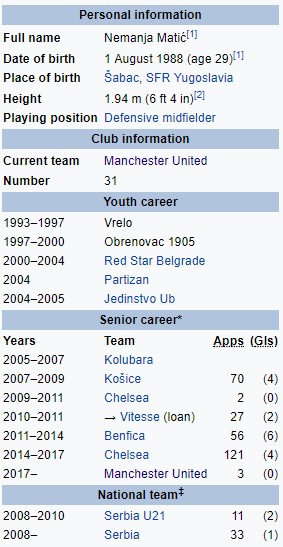 Personal information
Full name Nemanja Matić[1]
Date of birth 1 August 1988 (age 29)[1]
Place of birth Šabac, SFR Yugoslavia
Height 1.94 m (6 ft 4 in)[2]
Playing position Defensive midfielder
Club information
Current team Manchester United
Number 31
Youth career
1993–1997 Vrelo
1997–2000 Obrenovac 1905
2000–2004 Red Star Belgrade
2004 Partizan
2004–2005 Jedinstvo Ub
Senior career*
Years Team Apps (Gls)
2005–2007 Kolubara
2007–2009 Košice 70 (4)
2009–2011 Chelsea 2 (0)
2010–2011 → Vitesse (loan) 27 (2)
2011–2014 Benfica 56 (6)
2014–2017 Chelsea 121 (4)
2017– Manchester United 3 (0)
National team‡
2008–2010 Serbia U21 11 (2)
2008– Serbia 33 (1)